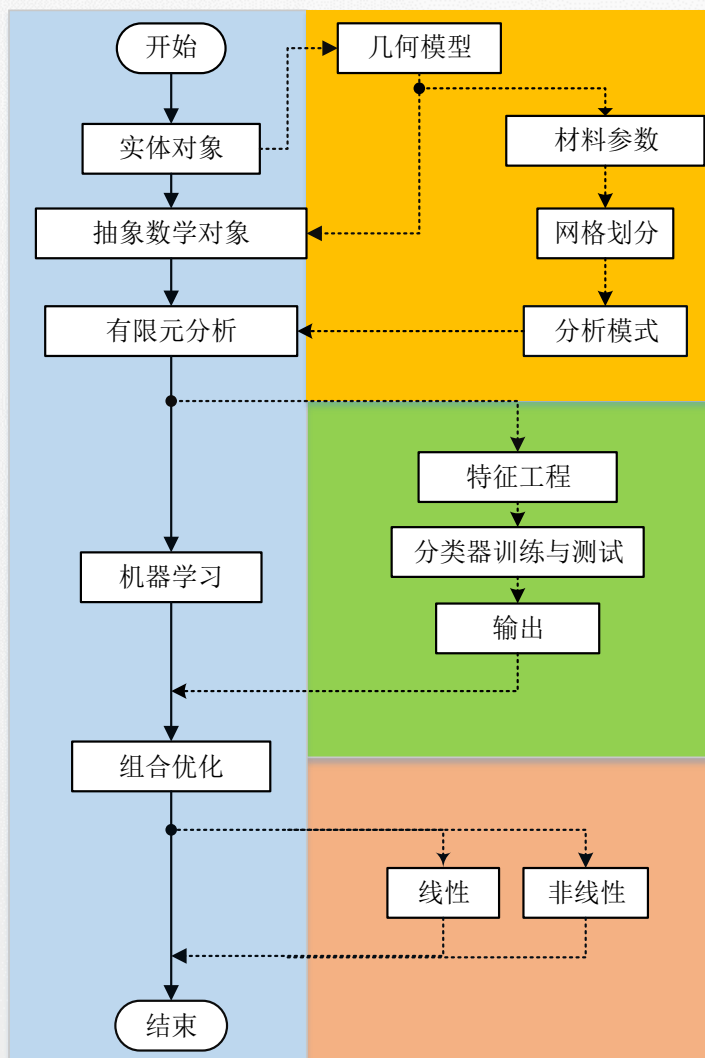 开始
几何模型
实体对象
材料参数
抽象数学对象
网格划分
有限元分析
分析模式
特征工程
分类器训练与测试
机器学习
输出
组合优化
线性
非线性
结束